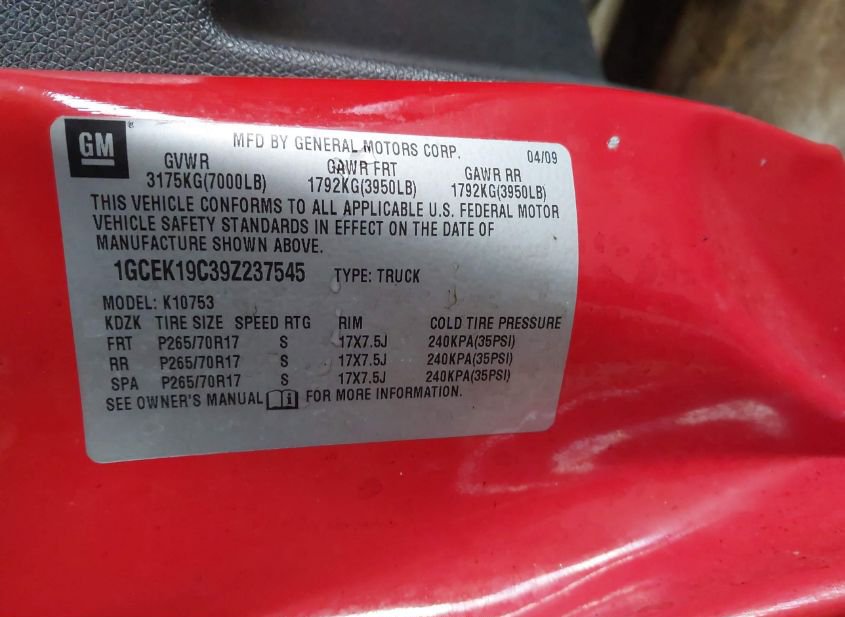 GM
MFD BY GENERAL MOTORS CORP. 04/09
GVWR GAWR FRT GAWR RR
3175KG(7000LB) 1792KG(3950LB) 1792KG(3950LB)
THIS VEHICLE CONFORMS TO ALL APPLICABLE U.S. FEDERAL MOTOR
VEHICLE SAFETY STANDARDS IN EFFECT ON THE DATE OF
MANUFACTURE SHOWN ABOVE.
1GCEK19C39Z237545 TYPE: TRUCK
MODEL: K10753
KDZK TIRE SIZE SPEED RTG RIM COLD TIRE PRESSURE
FRT P265/70R17 S 17X7.5J 240KPA(35PSI)
RR P265/70R17 S 17X7.5J 240KPA(35PSI)
SPA P265/70R17 S 17X7.5J 240KPA(35PSI)
SEE OWNER'S MANUAL FOR MORE INFORMATION.